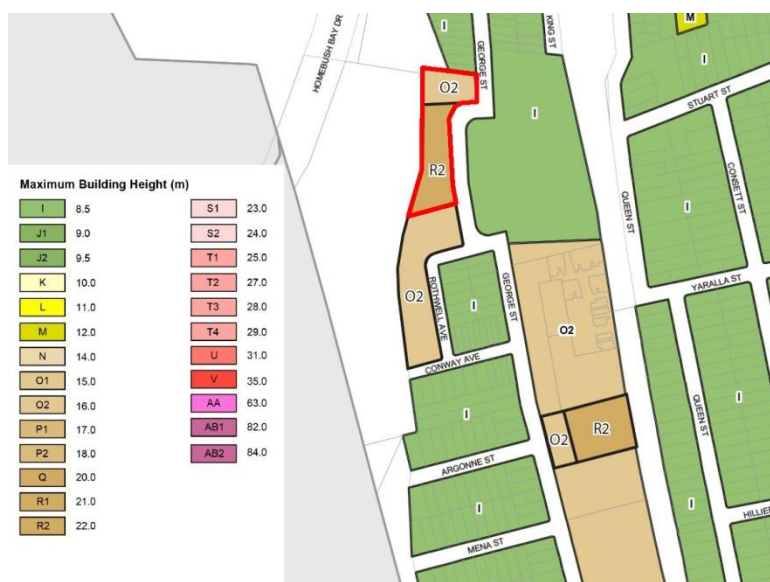 M
I
I
HOMEBUSH BAY DR
GEORGE ST
KING ST
O2
STUART ST
I
R2
QUEEN ST
CONSETT ST
I
YARALLA ST
O2
ROTHWELL AVE
I
GEORGE ST
O2
CONWAY AVE
I
O2
R2
QUEEN ST
I
I
ARGONNE ST
I
I
MENA ST
HILLIER
Maximum Building Height (m)
I 8.5
J1 9.0
J2 9.5
K 10.0
L 11.0
M 12.0
N 14.0
O1 15.0
O2 16.0
P1 17.0
P2 18.0
Q 20.0
R1 21.0
R2 22.0
S1 23.0
S2 24.0
T1 25.0
T2 27.0
T3 28.0
T4 29.0
U 31.0
V 35.0
AA 63.0
AB1 82.0
AB2 84.0